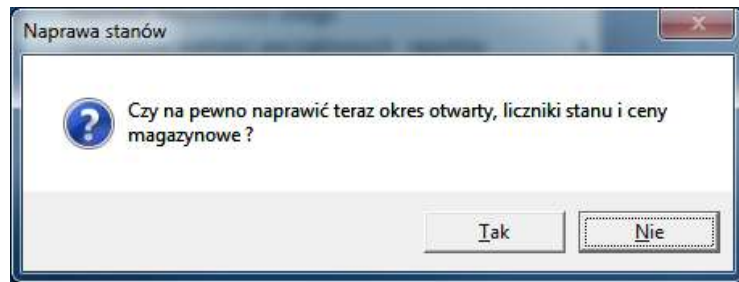 Naprawa stanów
Czy na pewno naprawić teraz okres otwarty, liczniki stanu i ceny
magazynowe ?
Tak
Nie